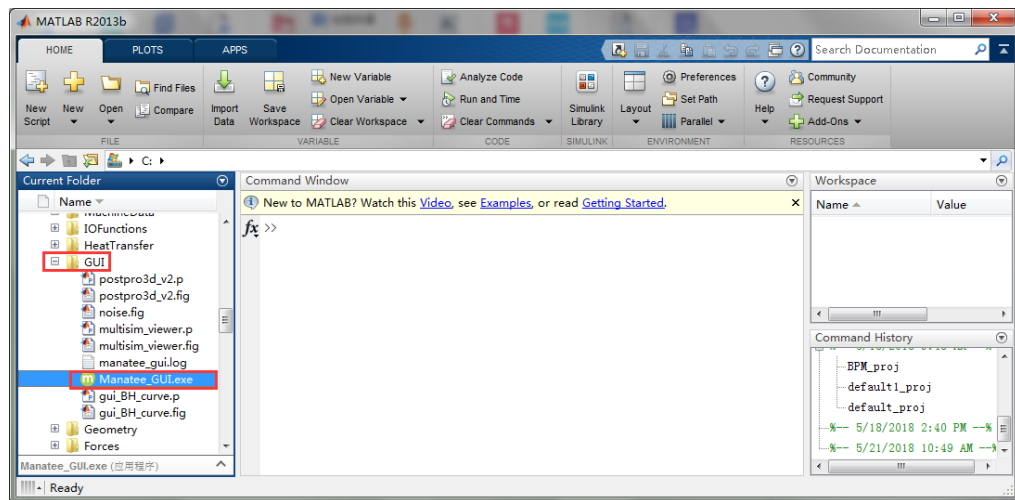 MATLAB R2013b
HOME PLOTS APPS
Search Documentation
New Script
New
Open
Find Files
Compare
Import Data
Save Workspace
New Variable
Open Variable
Clear Workspace
Analyze Code
Run and Time
Clear Commands
Simulink Library
Layout
Preferences
Set Path
Parallel
Help
Community
Request Support
Add-Ons
FILE VARIABLE CODE SIMULINK ENVIRONMENT RESOURCES
C:
Current Folder
Name
MachineData
IOFunctions
HeatTransfer
GUI
postpro3d_v2.p
postpro3d_v2.fig
noise.fig
multisim_viewer.p
multisim_viewer.fig
manatee_gui.log
Manatee_GUI.exe
gui_BH_curve.p
gui_BH_curve.fig
Geometry
Forces
Manatee_GUI.exe (应用程序)
Command Window
New to MATLAB? Watch this Video, see Examples, or read Getting Started.
fx >>
Workspace
Name Value
Command History
BPM_proj
default1_proj
default_proj
%-- 5/18/2018 2:40 PM --%
%-- 5/21/2018 10:49 AM --%
Ready